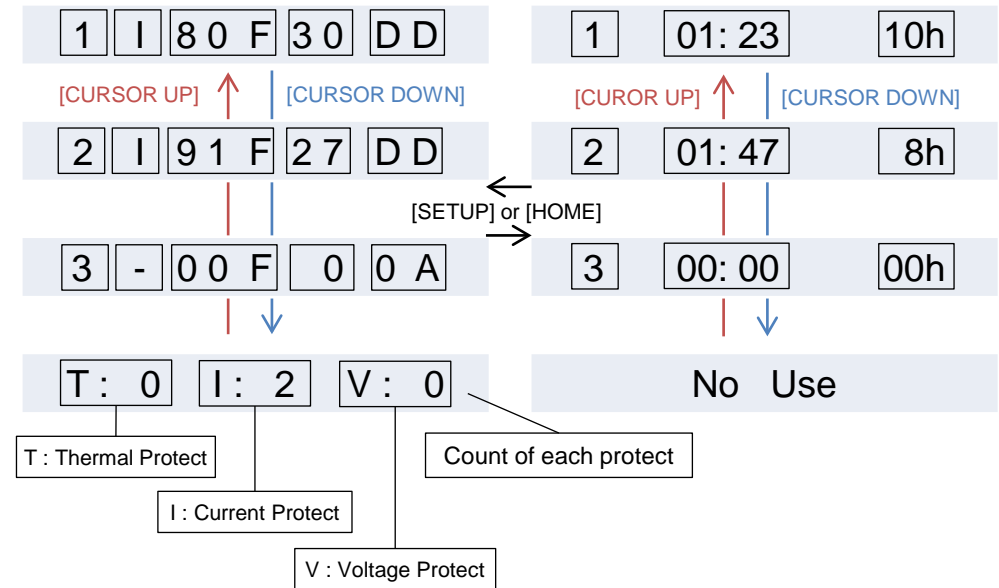 1 I 80 F 30 DD
1 01:23 10h
[CURSOR UP] [CURSOR DOWN]
[CUROR UP] [CURSOR DOWN]
2 I 91 F 27 DD
2 01:47 8h
[SETUP] or [HOME]
3 - 00 F 0 0A
3 00:00 00h
T: 0 I: 2 V: 0
No Use
T : Thermal Protect
Count of each protect
I : Current Protect
V : Voltage Protect